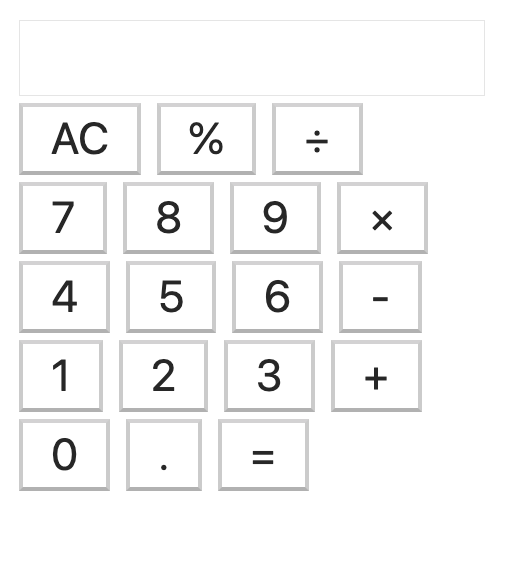 AC % ÷
7 8 9 ×
4 5 6 -
1 2 3 +
0 . =